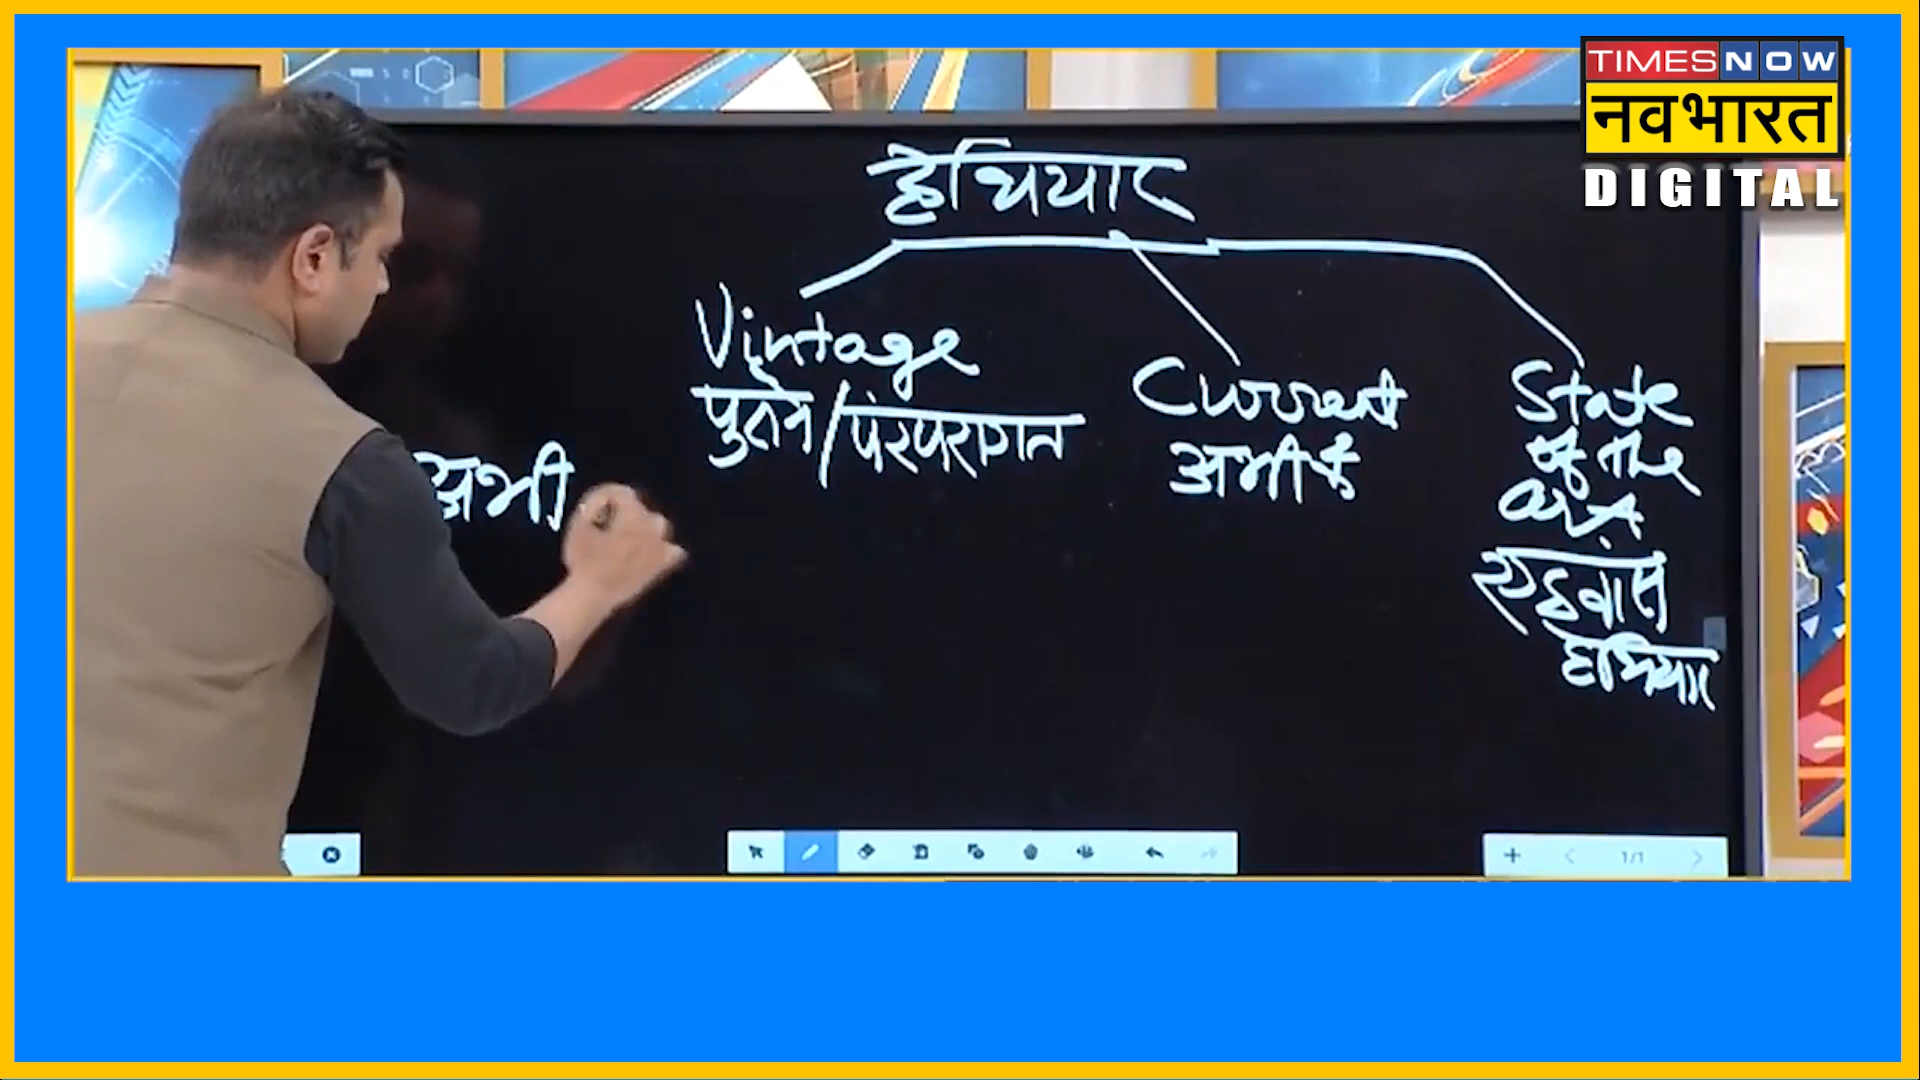 TIMES NOW
नवभारत
DIGITAL
हथियार
Vintage
पुराने/परंपरागत
Current
अभी के
State
of the
art.
एडवांस
हथियार
अभी
1/1